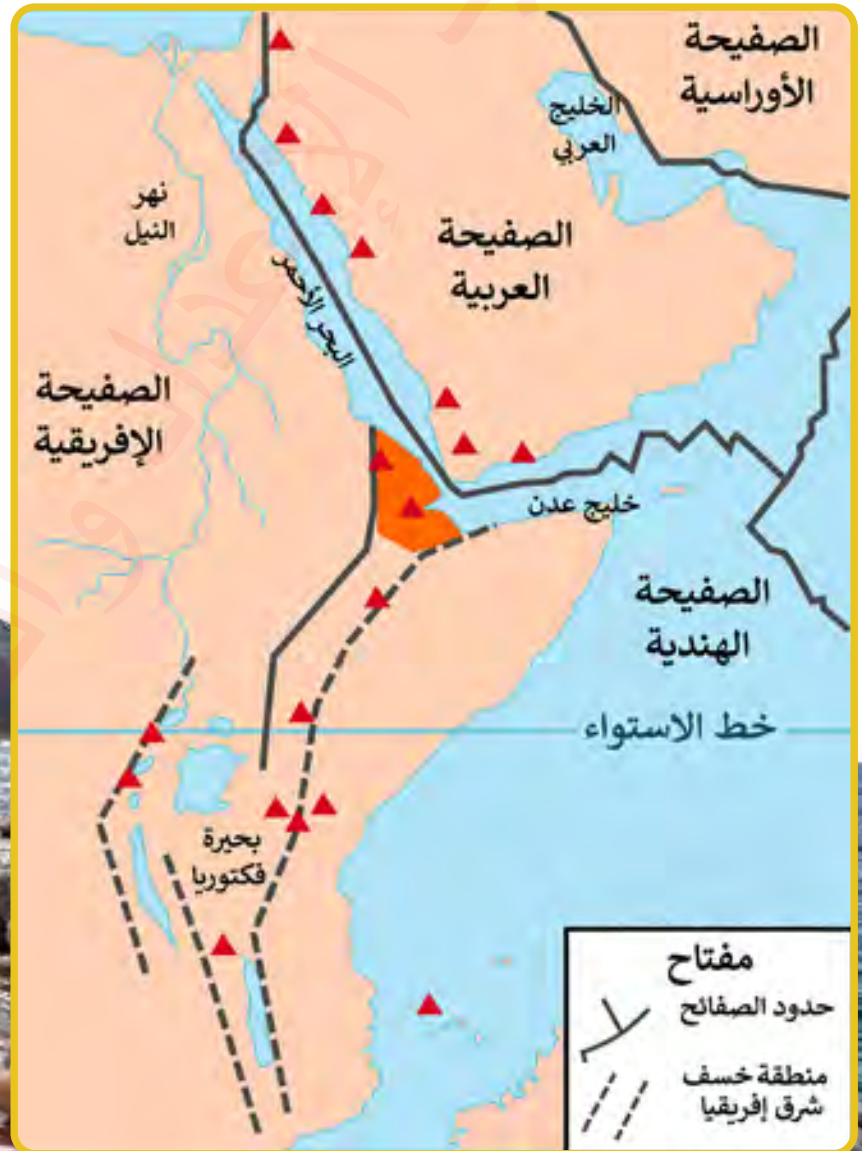 الصفيحة
الأوراسية
الخليج
العربي
نهر
النيل
الصفيحة
العربية
البحر الأحمر
الصفيحة
الإفريقية
خليج عدن
الصفيحة
الهندية
خط الاستواء
بحيرة
فكتوريا
مفتاح
حدود الصفائح
منطقة خسف
شرق إفريقيا